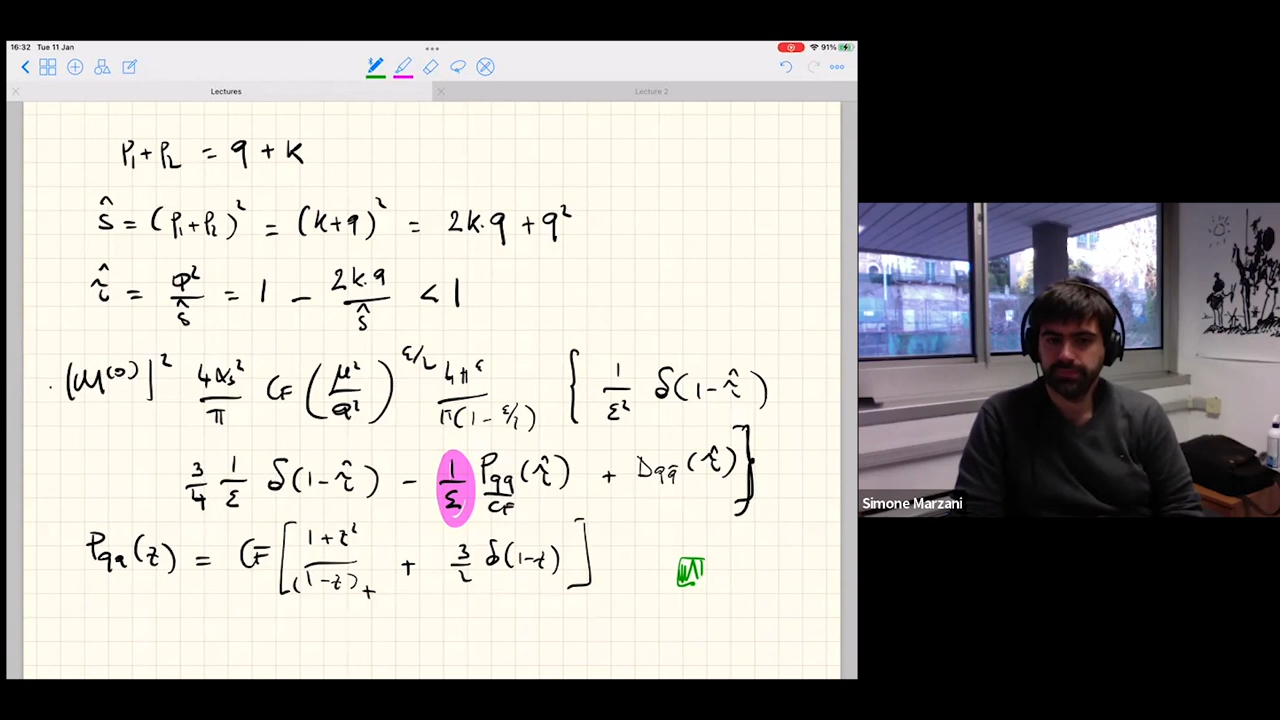 16:32 Tue 11 Jan
91%
Lectures
Lecture 2
p₁+p₂ = q + k
ŝ = (p₁+p₂)² = (k+q)² = 2k·q + q²
τ̂ = Q²/ŝ = 1 − 2k·q/ŝ < 1
|M⁽⁰⁾|² 4αs²/π CF (μ²/Q²)^ε/2 4π^ε/Γ(1−ε/2) { 1/ε² δ(1−τ̂)
3/4 1/ε δ(1−τ̂) − 1/ε Pqq(τ̂)/CF + Dqq̄(τ̂) }
Pqq(z) = CF [ 1+z²/(1−z)₊ + 3/2 δ(1−z) ]
Simone Marzani